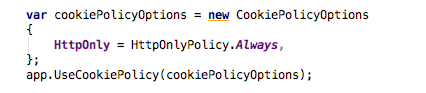 var cookiePolicyOptions = new CookiePolicyOptions
{
    HttpOnly = HttpOnlyPolicy.Always,
};
app.UseCookiePolicy(cookiePolicyOptions);